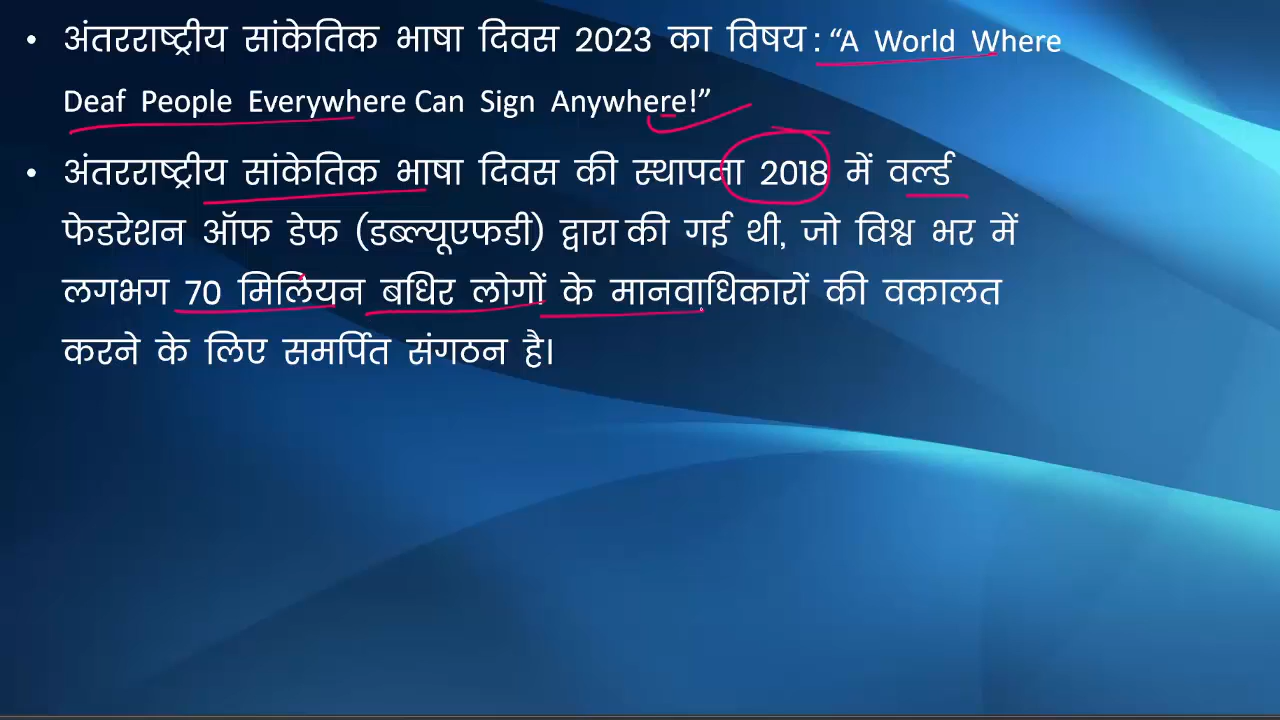 • अंतरराष्ट्रीय सांकेतिक भाषा दिवस 2023 का विषय : “A World Where
Deaf People Everywhere Can Sign Anywhere!”
• अंतरराष्ट्रीय सांकेतिक भाषा दिवस की स्थापना 2018 में वर्ल्ड
फेडरेशन ऑफ डेफ (डब्ल्यूएफडी) द्वारा की गई थी, जो विश्व भर में
लगभग 70 मिलियन बधिर लोगों के मानवाधिकारों की वकालत
करने के लिए समर्पित संगठन है।